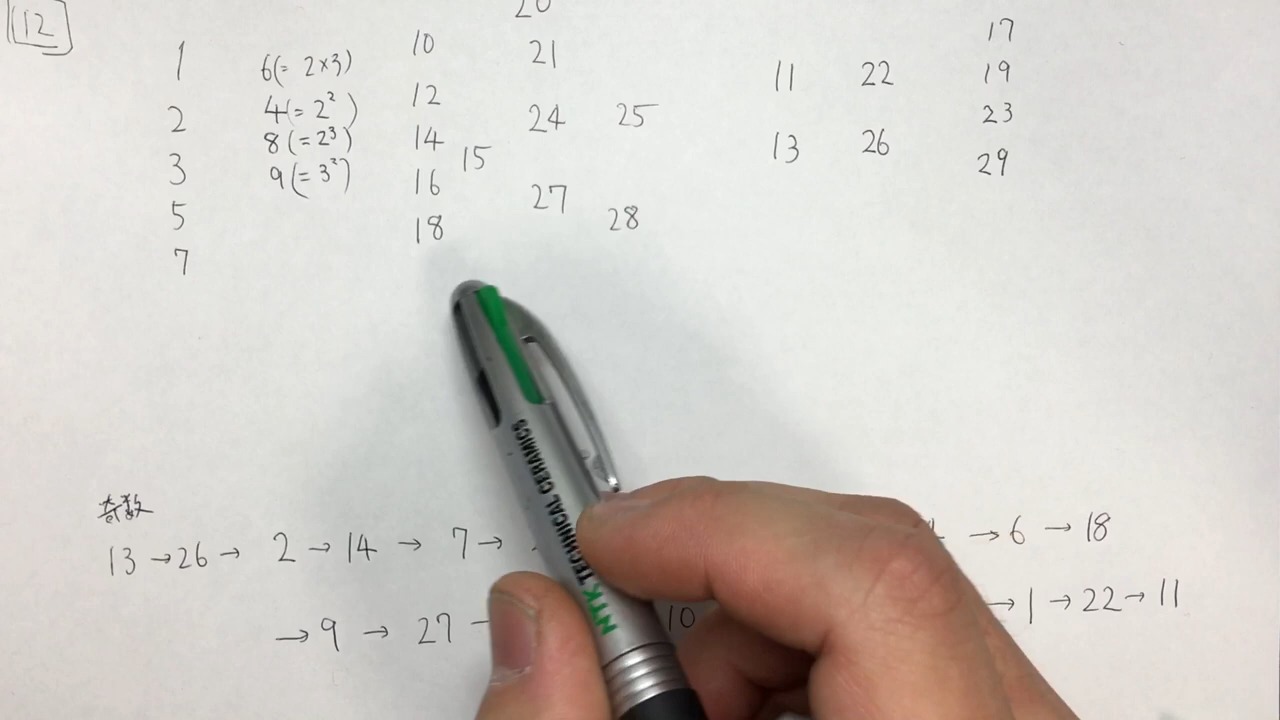 12
20
1 6(= 2×3) 10 21 17
11 22 19
2 4(= 2²) 12 24 25 23
8(= 2³) 14 13 26
3 9(= 3²) 15 29
16 27
5 18 28
7
奇数
13 → 26 → 2 → 14 → 7 → → 6 → 18
→ 9 → 27 → 10 → 1 → 22 → 11
NTK TECHNICAL CERAMICS